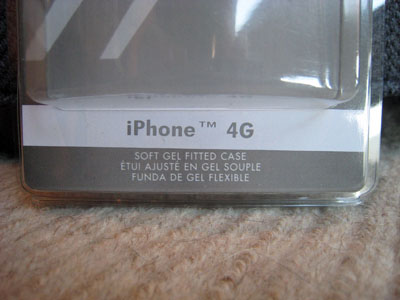 iPhone™ 4G
SOFT GEL FITTED CASE
ÉTUI AJUSTÉ EN GEL SOUPLE
FUNDA DE GEL FLEXIBLE